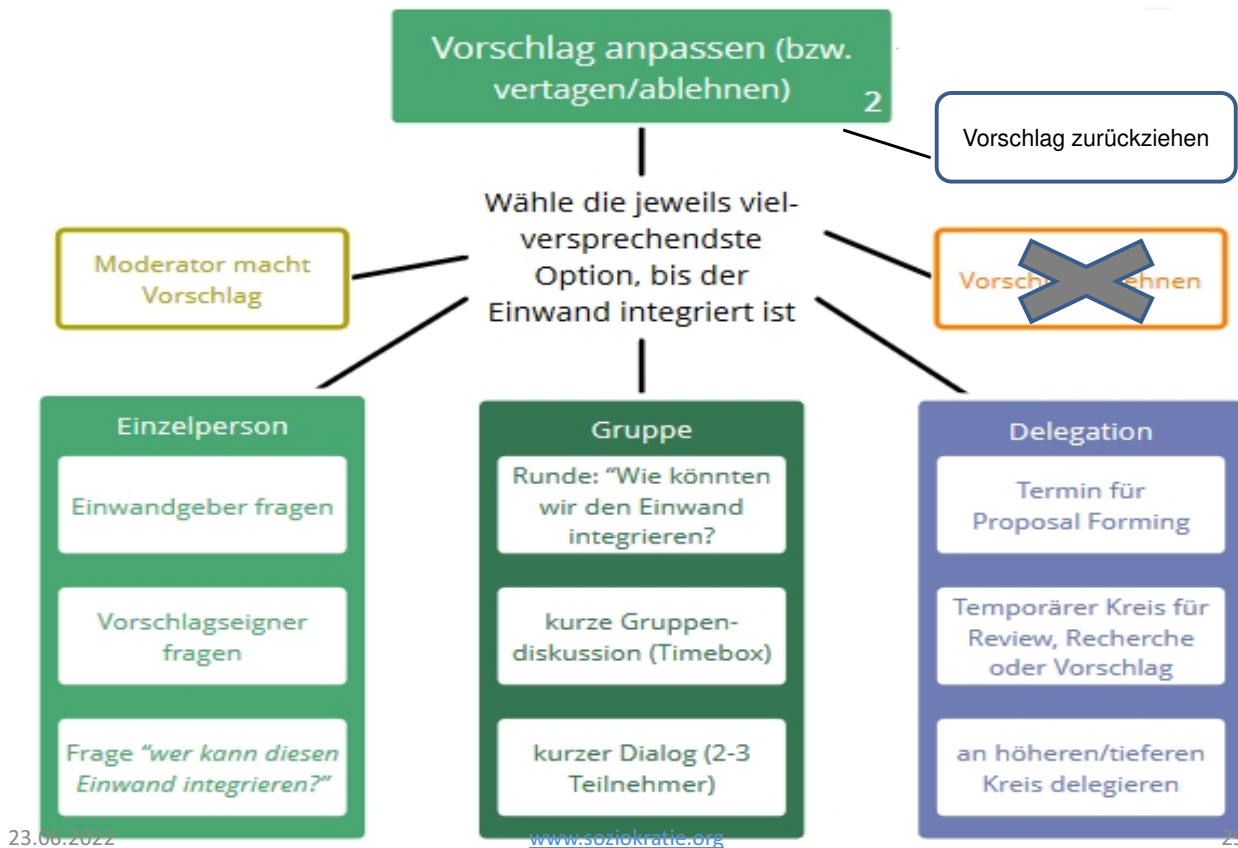 Vorschlag anpassen (bzw.
vertagen/ablehnen)
2
Vorschlag zurückziehen
Wähle die jeweils viel-
versprechendste
Option, bis der
Einwand integriert ist
Moderator macht
Vorschlag
Einzelperson
Einwandgeber fragen
Vorschlagseigner
fragen
Frage “wer kann diesen
Einwand integrieren?”
Gruppe
Runde: “Wie könnten
wir den Einwand
integrieren?
kurze Gruppen-
diskussion (Timebox)
kurzer Dialog (2-3
Teilnehmer)
Delegation
Termin für
Proposal Forming
Temporärer Kreis für
Review, Recherche
oder Vorschlag
an höheren/tieferen
Kreis delegieren
23.06.2022
www.soziokratie.org